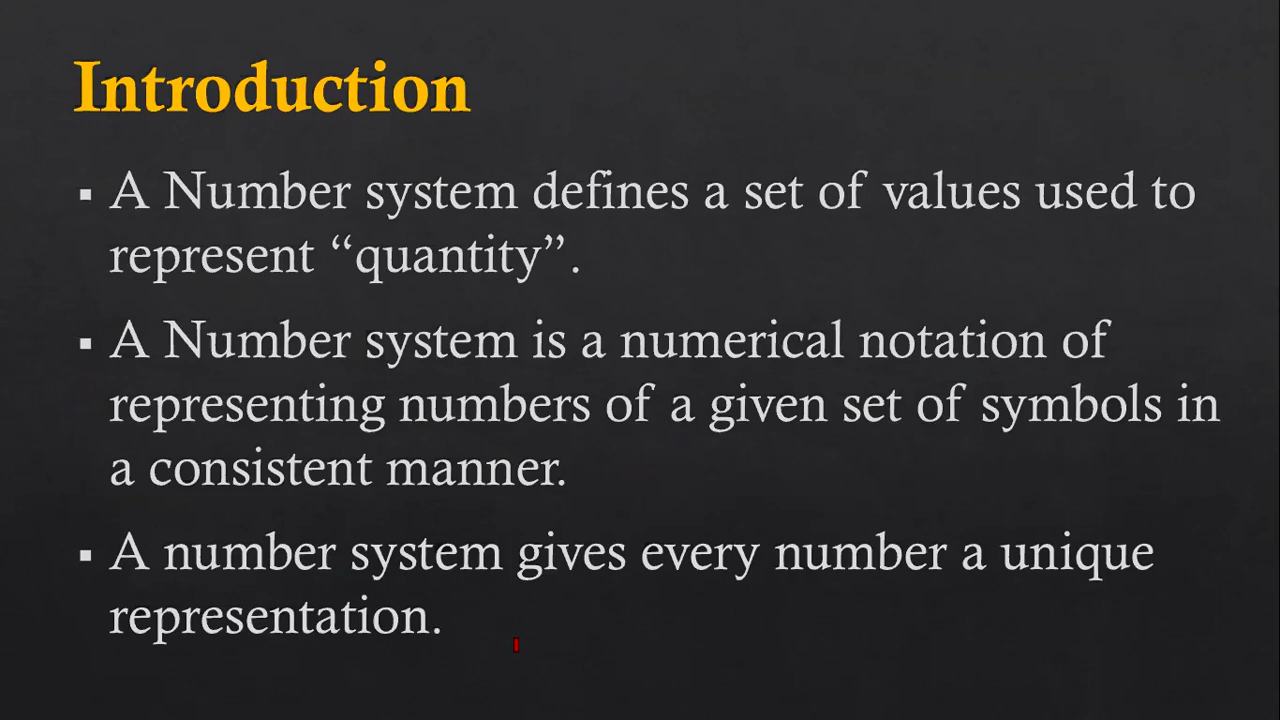 Introduction
▪ A Number system defines a set of values used to
represent “quantity”.
▪ A Number system is a numerical notation of
representing numbers of a given set of symbols in
a consistent manner.
▪ A number system gives every number a unique
representation.